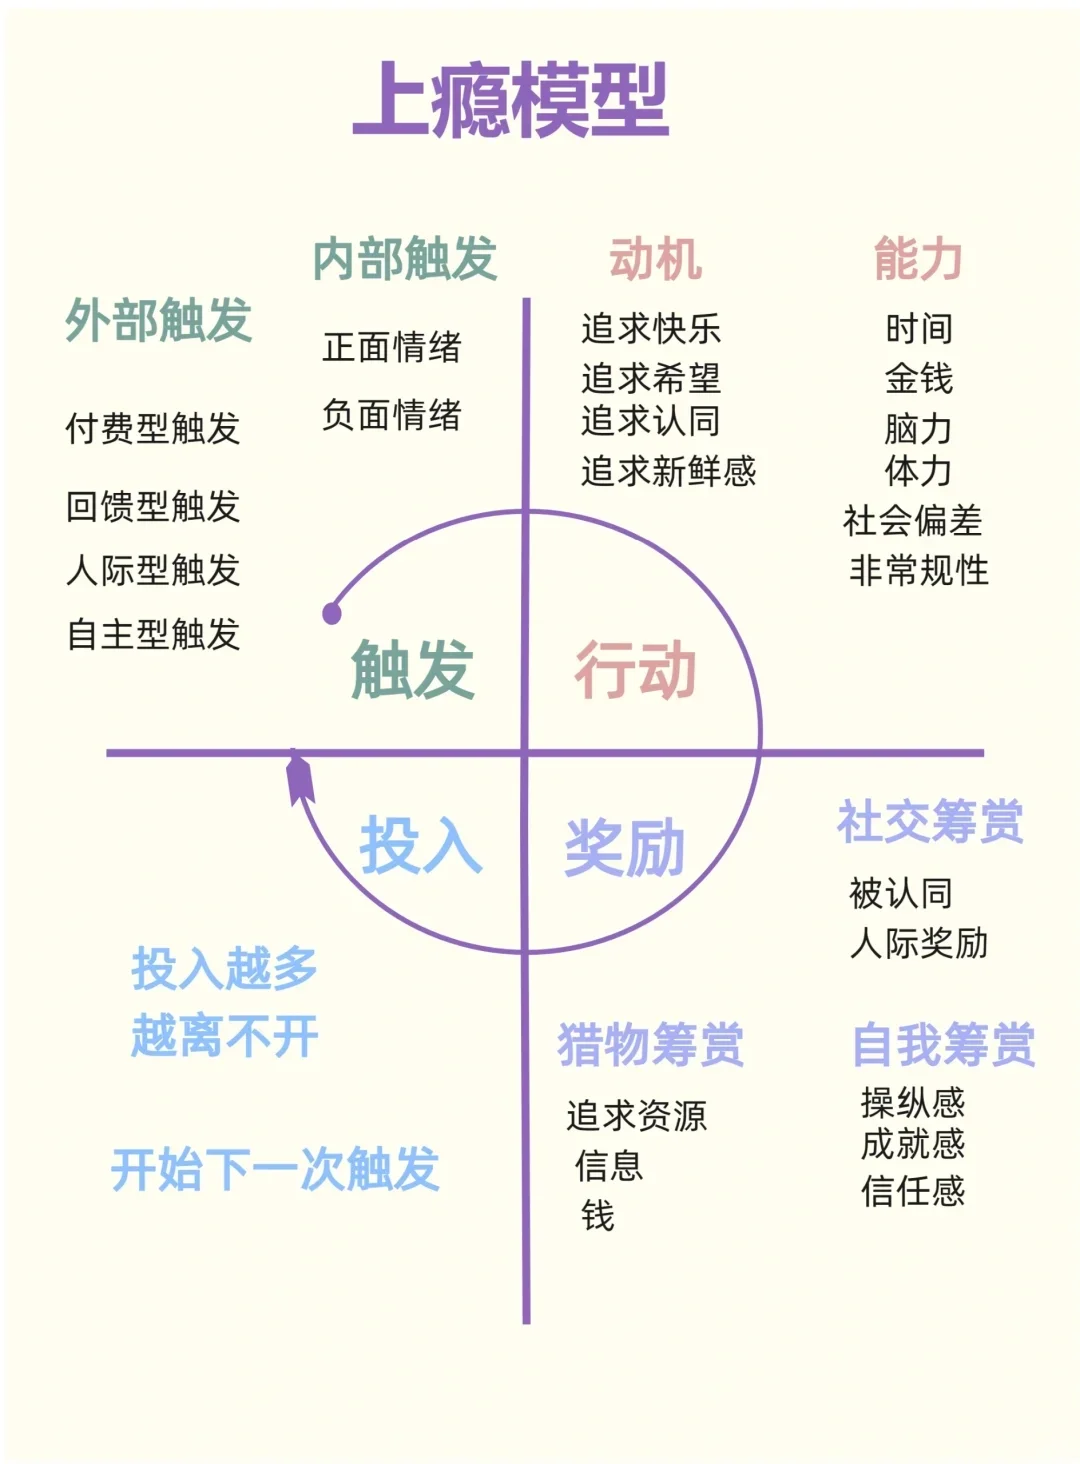 上瘾模型
外部触发
付费型触发
回馈型触发
人际型触发
自主型触发
内部触发
正面情绪
负面情绪
触发
动机
追求快乐
追求希望
追求认同
追求新鲜感
能力
时间
金钱
脑力
体力
社会偏差
非常规性
行动
奖励
社交筹赏
被认同
人际奖励
猎物筹赏
追求资源
信息
钱
自我筹赏
操纵感
成就感
信任感
投入
投入越多
越离不开
开始下一次触发